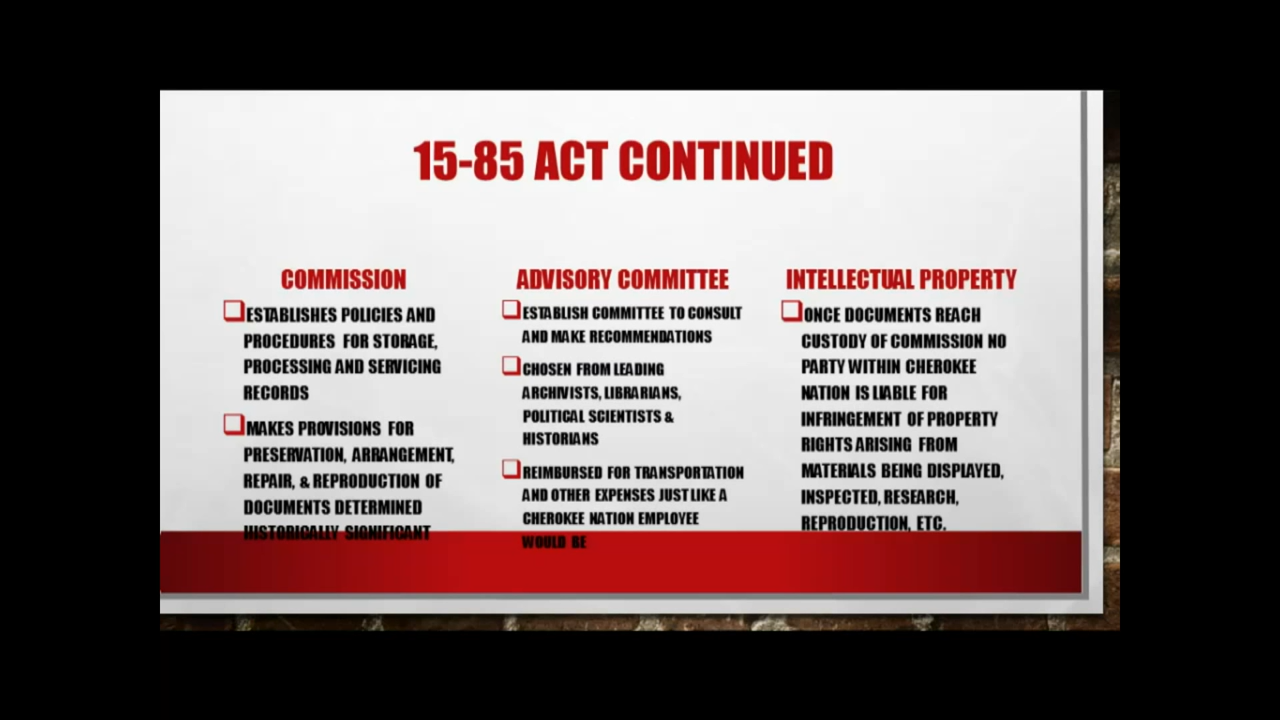 15-85 ACT CONTINUED
COMMISSION
ESTABLISHES POLICIES AND
PROCEDURES FOR STORAGE,
PROCESSING AND SERVICING
RECORDS
MAKES PROVISIONS FOR
PRESERVATION, ARRANGEMENT,
REPAIR, & REPRODUCTION OF
DOCUMENTS DETERMINED
HISTORICALLY SIGNIFICANT
ADVISORY COMMITTEE
ESTABLISH COMMITTEE TO CONSULT
AND MAKE RECOMMENDATIONS
CHOSEN FROM LEADING
ARCHIVISTS, LIBRARIANS,
POLITICAL SCIENTISTS &
HISTORIANS
REIMBURSED FOR TRANSPORTATION
AND OTHER EXPENSES JUST LIKE A
CHEROKEE NATION EMPLOYEE
WOULD BE
INTELLECTUAL PROPERTY
ONCE DOCUMENTS REACH
CUSTODY OF COMMISSION NO
PARTY WITHIN CHEROKEE
NATION IS LIABLE FOR
INFRINGEMENT OF PROPERTY
RIGHTS ARISING FROM
MATERIALS BEING DISPLAYED,
INSPECTED, RESEARCH,
REPRODUCTION, ETC.